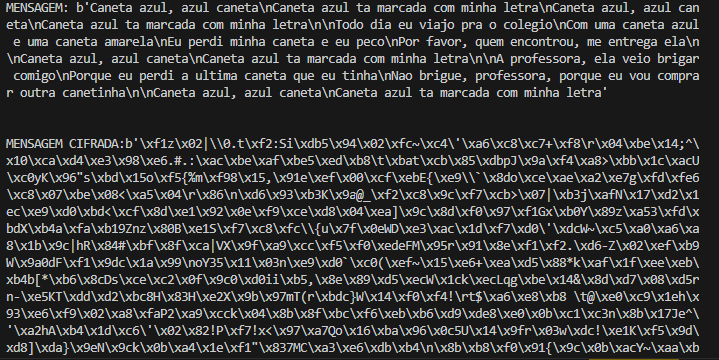 MENSAGEM: b'Caneta azul, azul caneta\nCaneta azul ta marcada com minha letra\nCaneta azul, azul can
eta\nCaneta azul ta marcada com minha letra\n\nTodo dia eu viajo pra o colegio\nCom uma caneta azul
 e uma caneta amarela\nEu perdi minha caneta e eu peco\nPor favor, quem encontrou, me entrega ela\n
\nCaneta azul, azul caneta\nCaneta azul ta marcada com minha letra\n\nA professora, ela veio brigar
 comigo\nPorque eu perdi a ultima caneta que eu tinha\nNao brigue, professora, porque eu vou compra
r outra canetinha\n\nCaneta azul, azul caneta\nCaneta azul ta marcada com minha letra'
MENSAGEM CIFRADA:b'\xf1z\x02|\\0.t\xf2:Si\xdb5\x94\x02\xfc~\xc4\'\xa6\xc8\xc7+\xf8\r\x04\xbe\x14;^\
x10\xca\xd4\xe3\x98\xe6.#.:\xac\xbe\xaf\xbe5\xed\xb8\t\xbat\xcb\x85\xdbpJ\x9a\xf4\xa8>\xbb\x1c\xacU
\xc0yK\x96"s\xbd\x15o\xf5{%m\xf98\x15,\x91e\xef\x00\xcf\xebE{\xe9\\`\x8do\xce\xae\xa2\xe7g\xfd\xfe6
\xc8\x07\xbe\x08<\xa5\x04\r\x86\n\xd6\x93\xb3K\x9a@_\xf2\xc8\x9c\xf7\xcb>\x07|\xb3j\xafN\x17\xd2\x1
ec\xe9\xd0\xbd<\xcf\x8d\xe1\x92\x0e\xf9\xce\xd8\x04\xea]\x9c\x8d\xf0\x97\xf1Gx\xb0Y\x89z\xa53\xfd\x
bdX\xb4a\xfa\xb19Znz\x80B\xe1S\xf7\xc8\xfc\\{u\x7f\x0eWD\xe3\xac\x1d\xf7\xd0\'\xdcW~\xc5\xa0\xa6\xa
8\x1b\x9c|hR\x84#\xbf\x8f\xca|VX\x9f\xa9\xcc\xf5\xf0\xedeFM\x95r\x91\x8e\xf1\xf2.\xd6-Z\x02\xef\xb9
W\x9a0dF\xf1\x9dc\x1a\x99\noY35\x11\x03n\xe9\xd0`\xc0(\xef~\x15\xe6+\xea\xd5\x88*k\xaf\x1f\xee\xeb\
xb4b[*\xb6\x8cDs\xce\xc2\x0f\x9c0\xd0ii\xb5,\x8e\x89\xd5\xecW\x1ck\xecLqg\xbe\x14&\x8d\xd7\x08\xd5r
n-\xe5KT\xdd\xd2\xbc8H\x83H\xe2X\x9b\x97mT(r\xbdc}W\x14\xf0\xf4!\rt$\xa6\xe8\xb8 \t@\xe0\xc9\x1eh\x
93\xe6\xf9\x02\xa8\xfaP2\xa9\xcck\x04\x8b\x8f\xbc\xf6\xeb\xb6\xd9\xde8\xe0\x0b\xc1\xc3n\x8b\x17Je^\
'\xa2hA\xb4\x1d\xc6\'\x02\x82!P\xf7!x<\x97\xa7Qo\x16\xba\x96\x0c5U\x14\x9fr\x03w\xdc!\xe1K\xf5\x9d\
xd8]\xda}\x9eN\x9ck\x0b\xa4\x1e\xf1"\x837MC\xa3\xe6\xdb\xb4\n\x8b\xb8\xf0\x91{\x9c\x0b\xacY~\xaa\xb